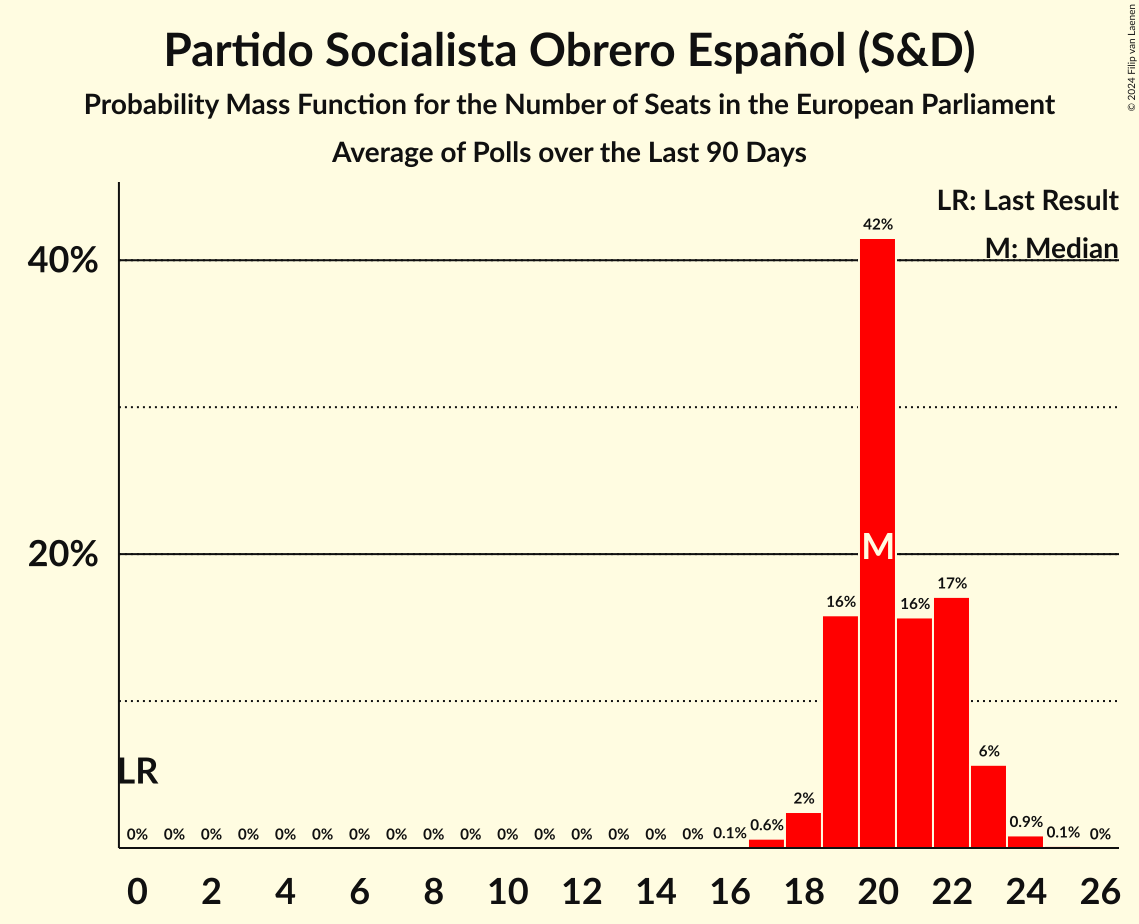 Partido Socialista Obrero Español (S&D)
Probability Mass Function for the Number of Seats in the European Parliament
Average of Polls over the Last 90 Days
© 2024 Filip van Laenen
LR: Last Result
M: Median
42%
40%
M
20%
17%
16%
16%
6%
LR
2%
0% 0% 0% 0% 0% 0% 0% 0% 0% 0% 0% 0% 0% 0% 0% 0% 0.1% 0.6% 0.9% 0.1% 0%
0 2 4 6 8 10 12 14 16 18 20 22 24 26